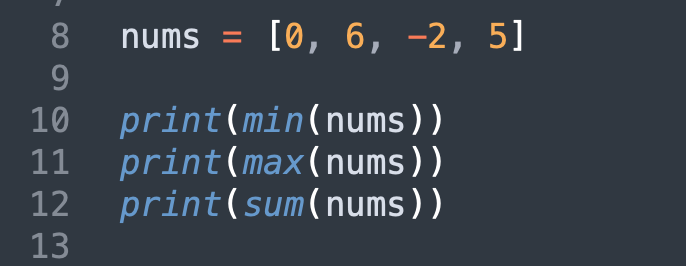 8 nums = [0, 6, -2, 5]
9
10 print(min(nums))
11 print(max(nums))
12 print(sum(nums))
13